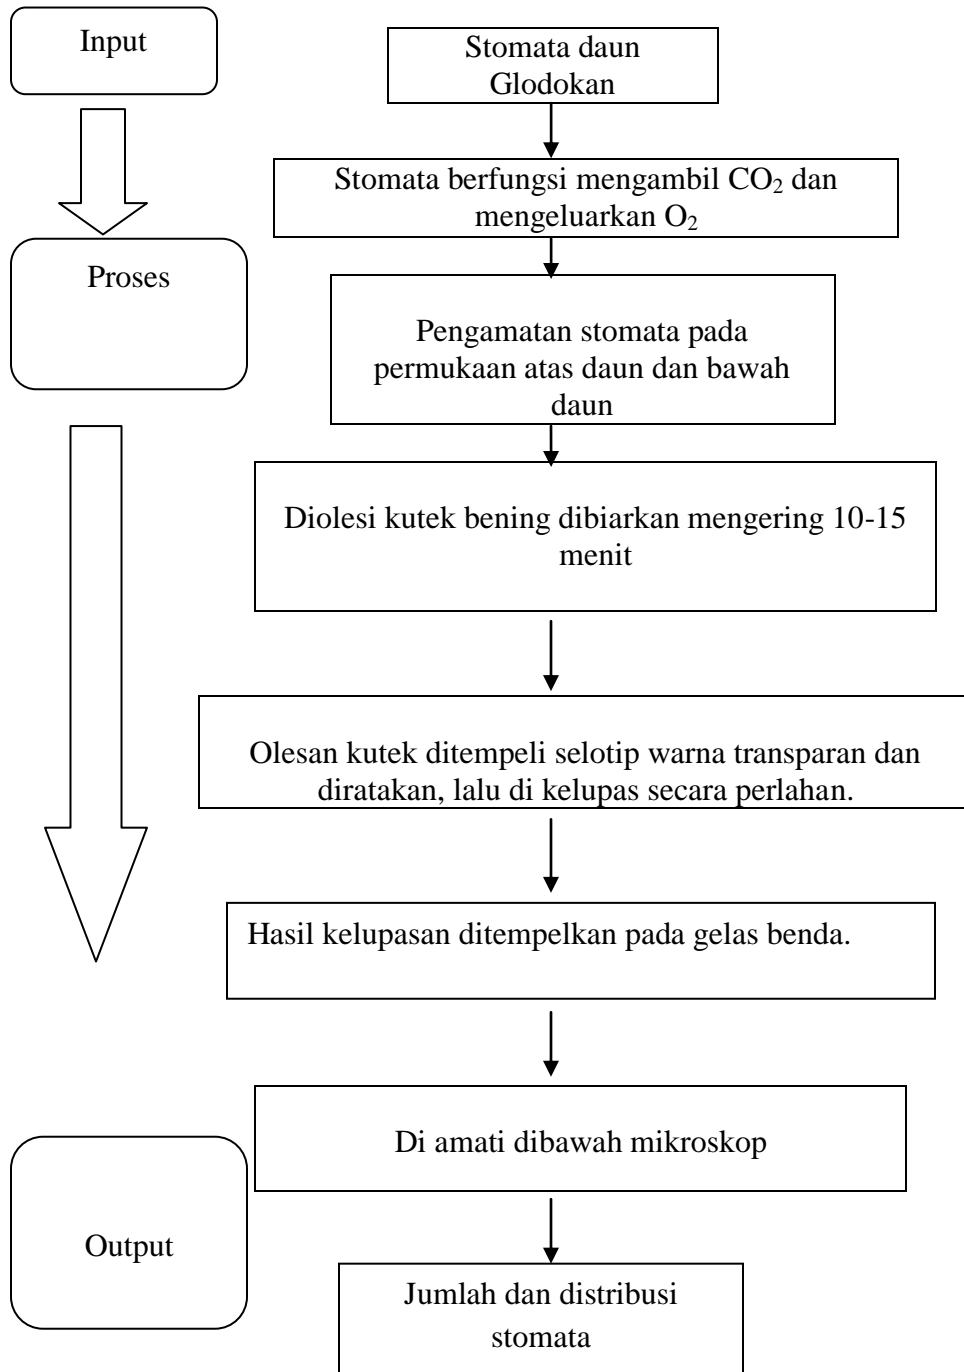 Input
Stomata daun
Glodokan
Stomata berfungsi mengambil CO₂ dan
mengeluarkan O₂
Proses
Pengamatan stomata pada
permukaan atas daun dan bawah
daun
Diolesi kutek bening dibiarkan mengering 10-15
menit
Olesan kutek ditempeli selotip warna transparan dan
diratakan, lalu di kelupas secara perlahan.
Hasil kelupasan ditempelkan pada gelas benda.
Di amati dibawah mikroskop
Output
Jumlah dan distribusi
stomata